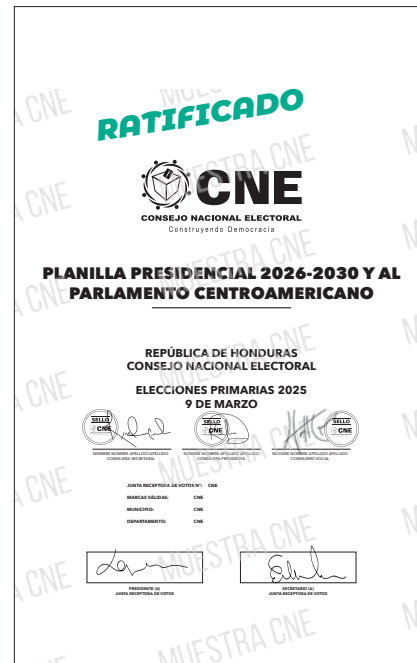 RATIFICADO
CNE
CONSEJO NACIONAL ELECTORAL
Construyendo Democracia
PLANILLA PRESIDENCIAL 2026-2030 Y AL
PARLAMENTO CENTROAMERICANO
REPÚBLICA DE HONDURAS
CONSEJO NACIONAL ELECTORAL
ELECCIONES PRIMARIAS 2025
9 DE MARZO
SELLO CNE
SELLO CNE
SELLO CNE
NOMBRE NOMBRE APELLIDO APELLIDO
CONSEJERA SECRETARIA
NOMBRE NOMBRE APELLIDO APELLIDO
CONSEJERA PRESIDENTA
NOMBRE NOMBRE APELLIDO APELLIDO
CONSEJERO VOCAL
JUNTA RECEPTORA DE VOTOS N°: CNE
MARCAS VÁLIDAS: CNE
MUNICIPIO: CNE
DEPARTAMENTO: CNE
PRESIDENTE (A)
JUNTA RECEPTORA DE VOTOS
SECRETARIO (A)
JUNTA RECEPTORA DE VOTOS
MUESTRA CNE